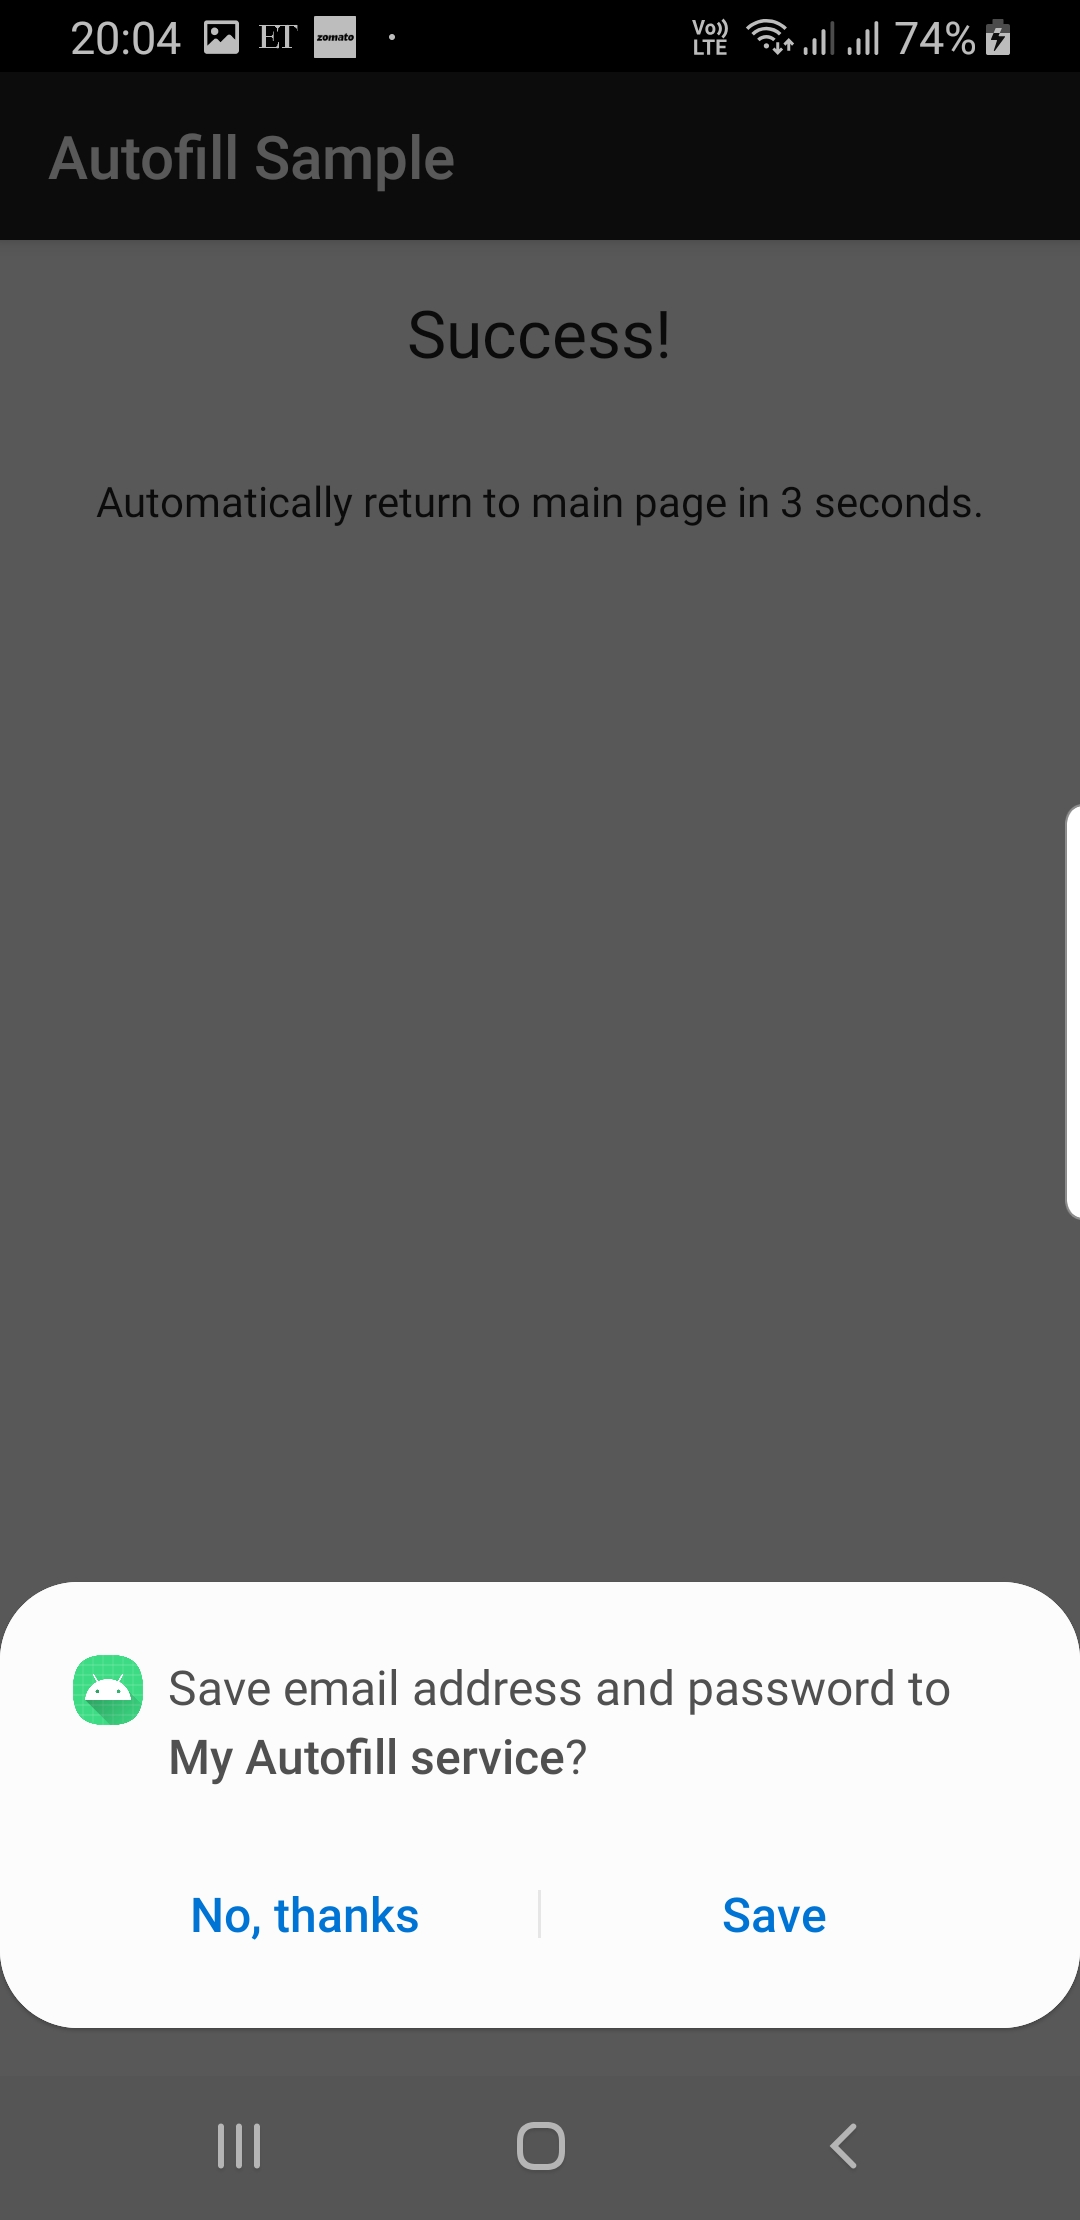 20:04 ET zomato Vo)) LTE 74%
Autofill Sample
Success!
Automatically return to main page in 3 seconds.
Save email address and password to
My Autofill service?
No, thanks Save